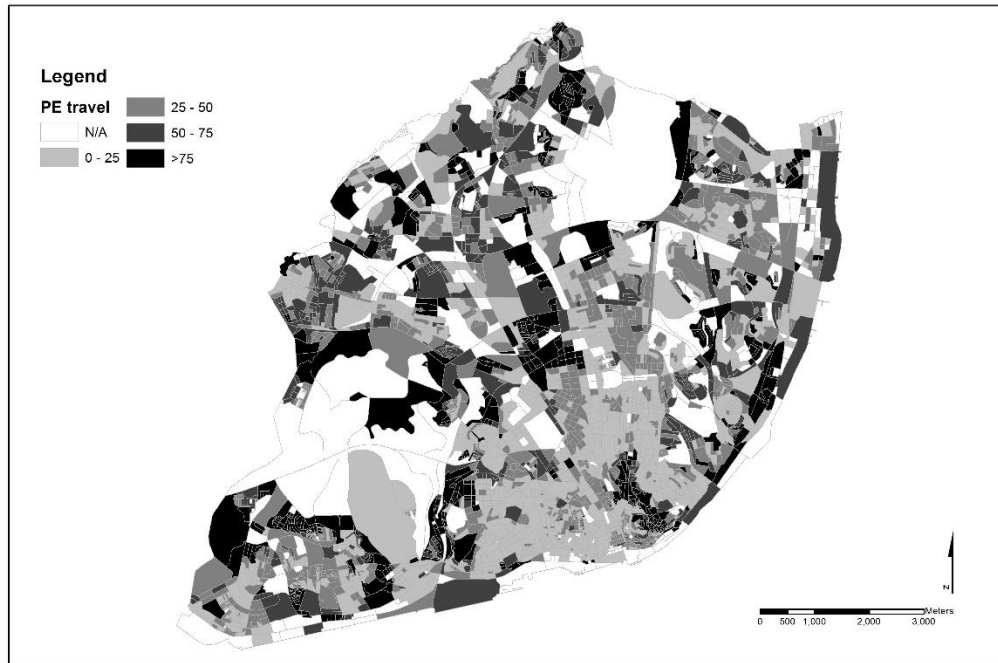 Legend
PE travel
N/A
0 - 25
25 - 50
50 - 75
>75
N
Meters
0 500 1,000 2,000 3,000